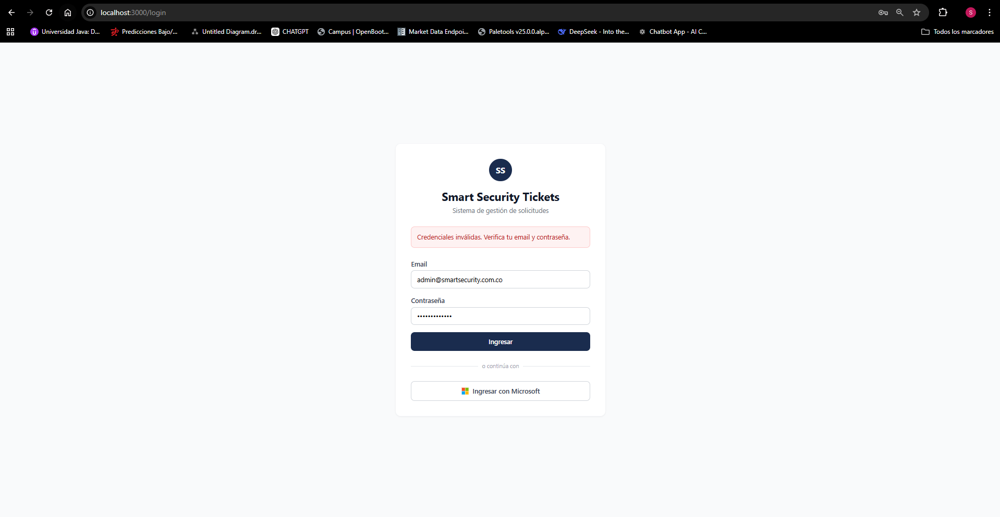 localhost:3000/login
S
Universidad Java: D...
Predicciones Bajo/...
Untitled Diagram.dr...
CHATGPT
Campus | OpenBoot...
Market Data Endpoi...
Paletools v25.0.0.alp...
DeepSeek - Into the...
Chatbot App - AI C...
Todos los marcadores
SS
Smart Security Tickets
Sistema de gestión de solicitudes
Credenciales inválidas. Verifica tu email y contraseña.
Email
admin@smartsecurity.com.co
Contraseña
•••••••••••••
Ingresar
o continúa con
Ingresar con Microsoft